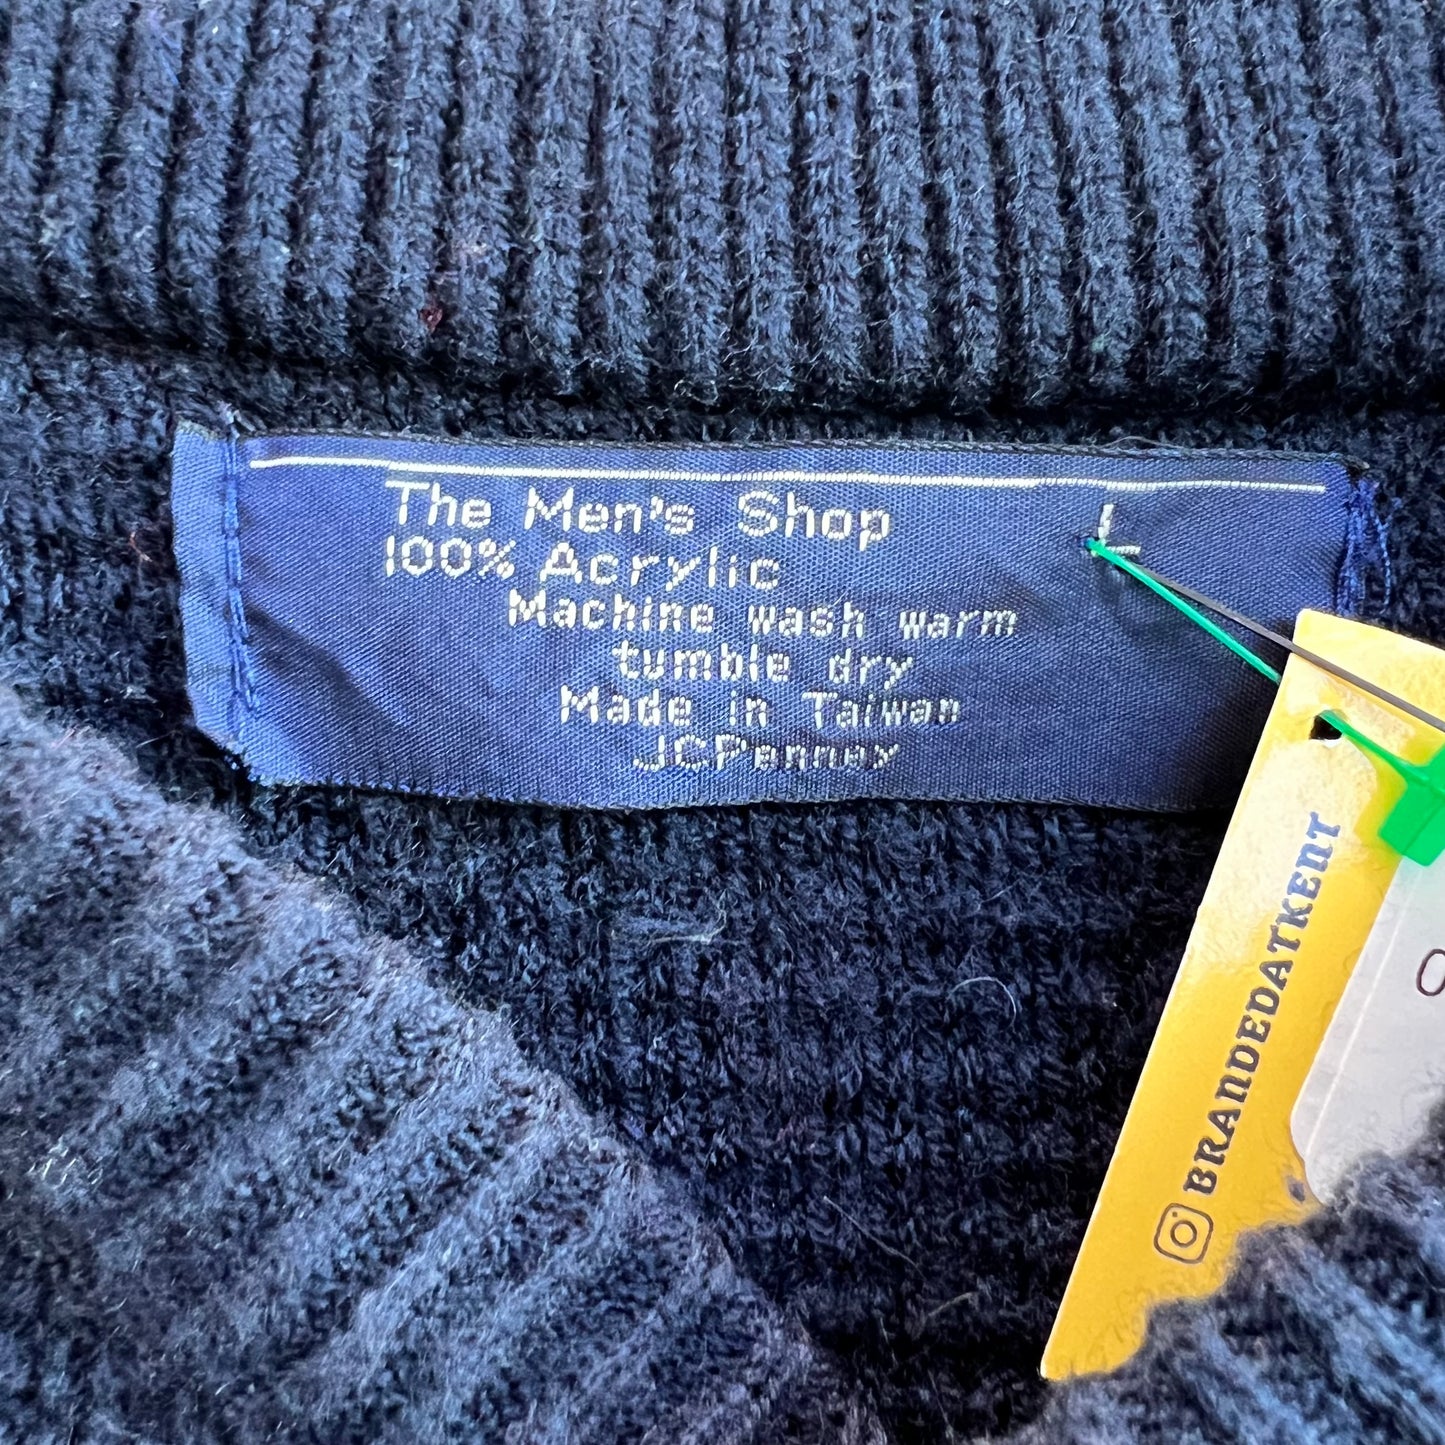 The Men's Shop L
100% Acrylic
Machine wash warm
tumble dry
Made in Taiwan
JCPenney
BRANDEDATKENT